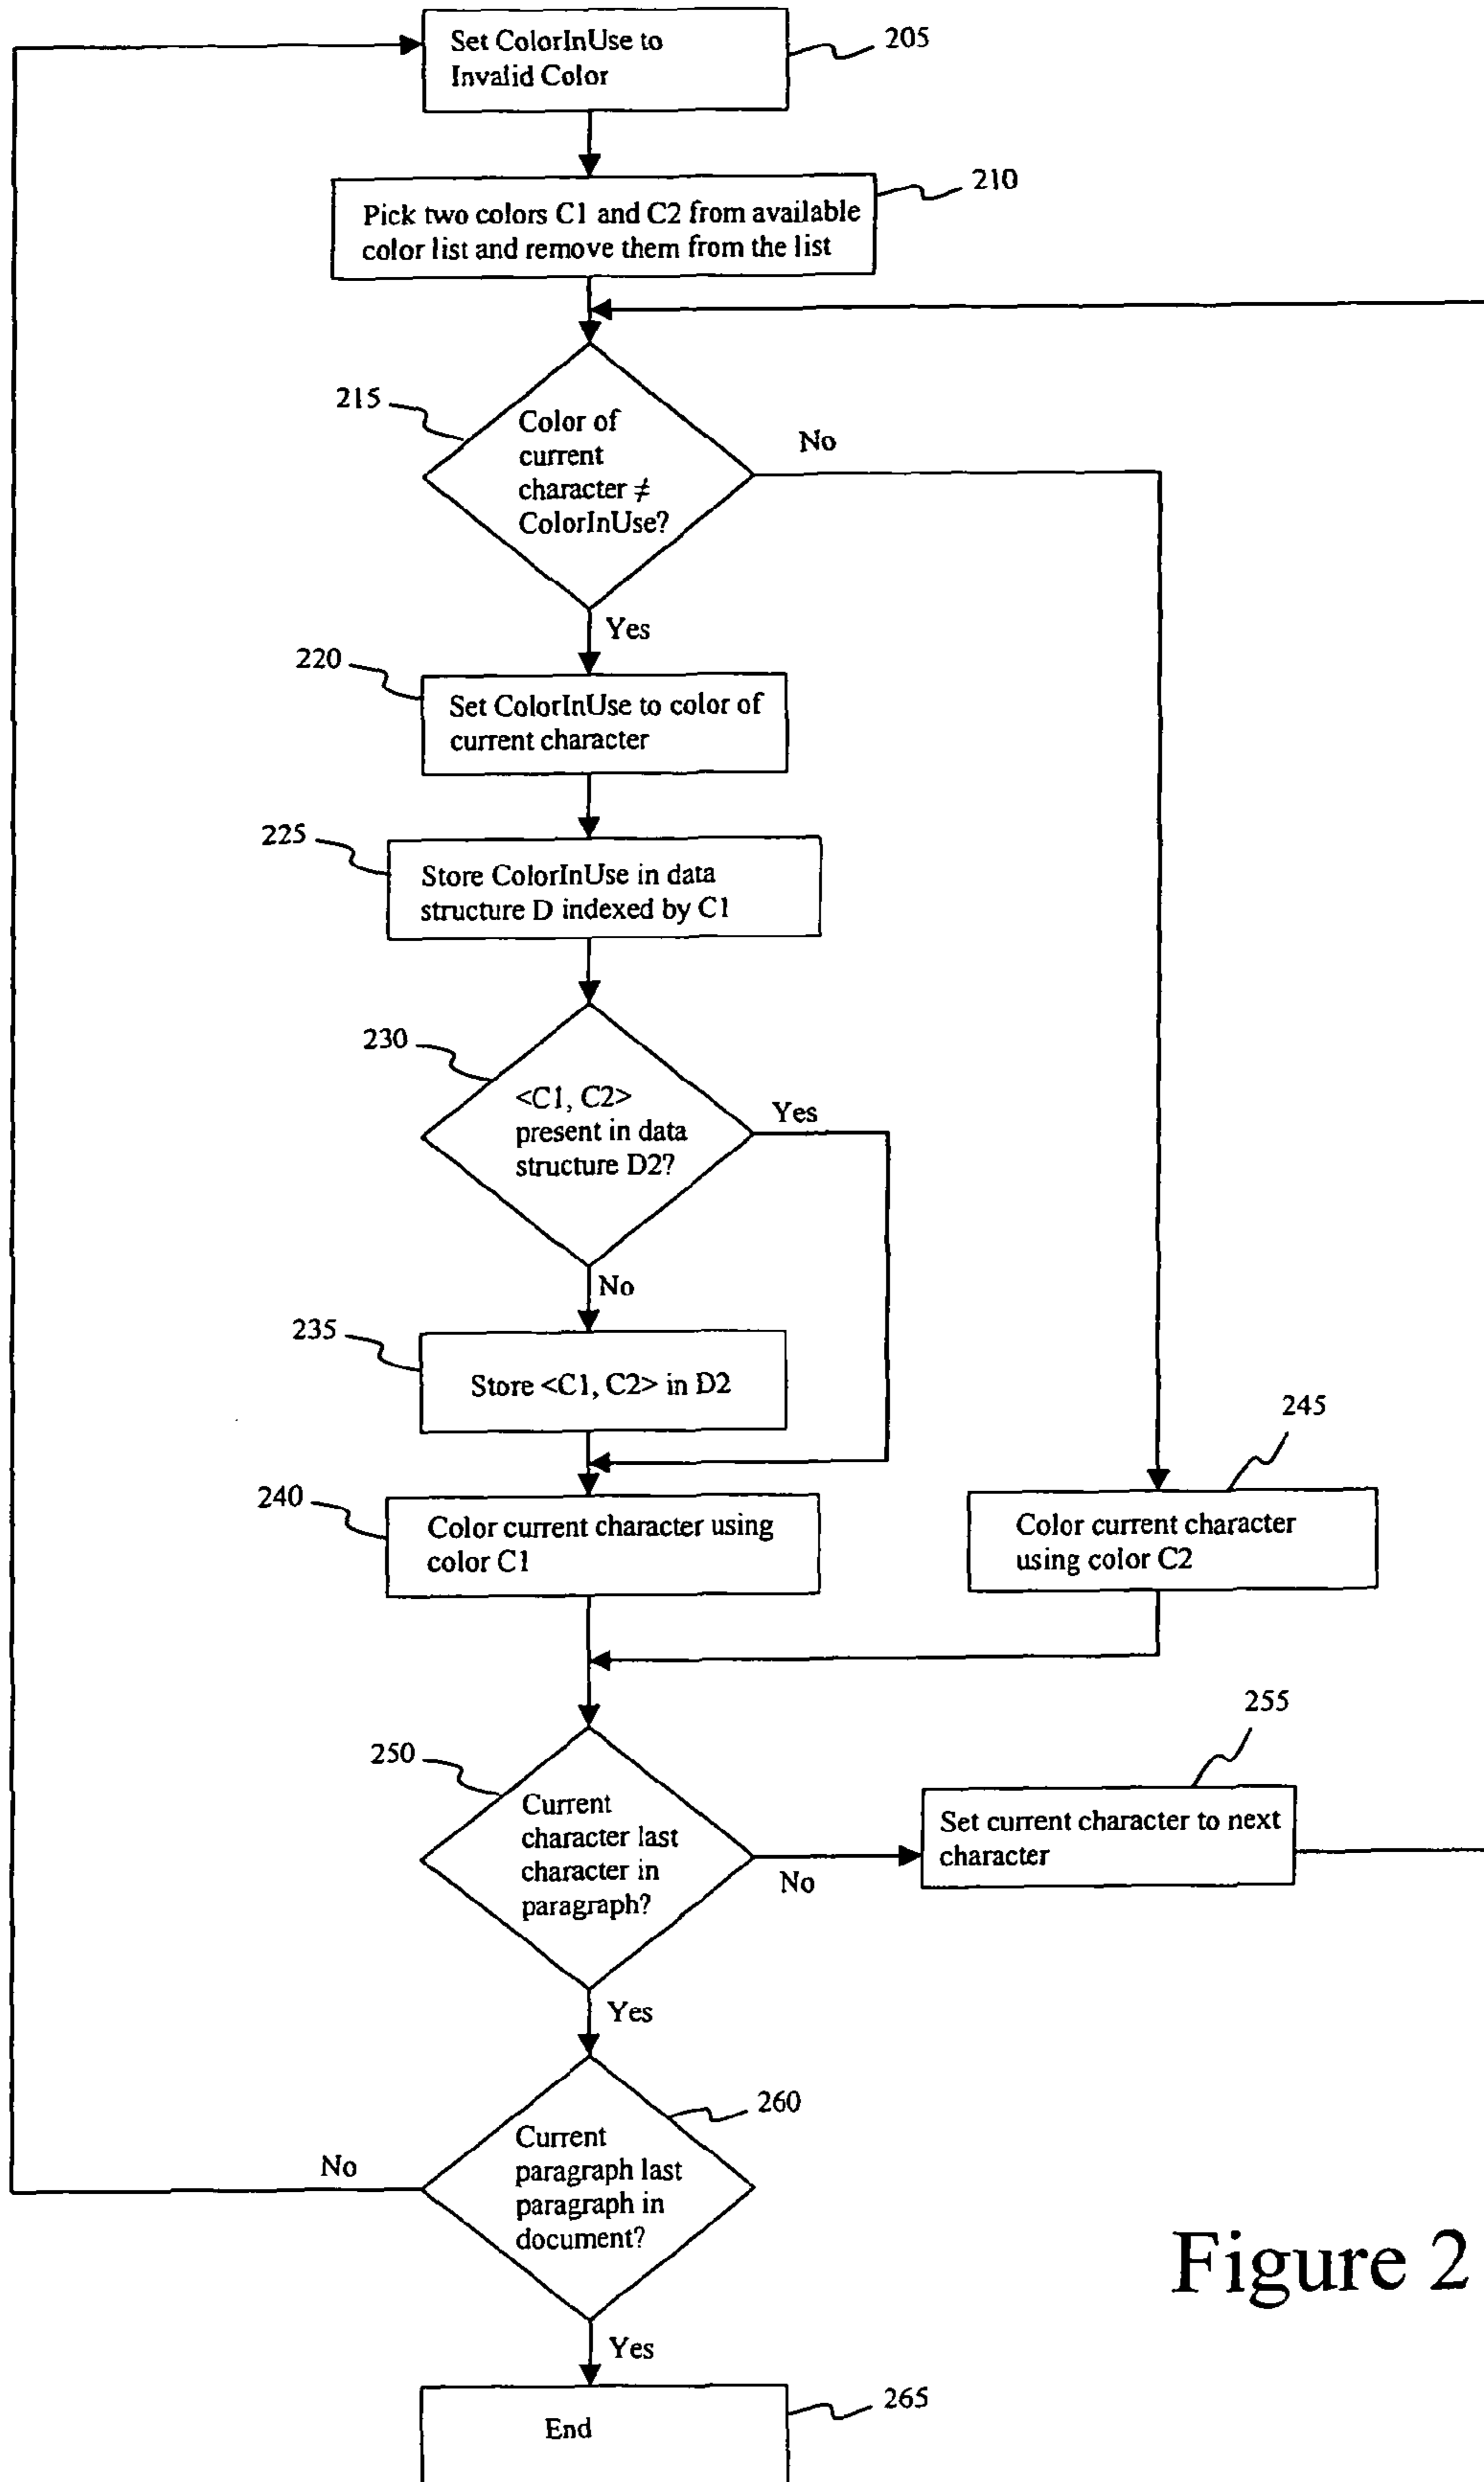 Set ColorInUse to
Invalid Color
205
Pick two colors C1 and C2 from available
color list and remove them from the list
210
215
Color of
current
character ≠
ColorInUse?
No
Yes
220
Set ColorInUse to color of
current character
225
Store ColorInUse in data
structure D indexed by C1
230
<C1, C2>
present in data
structure D2?
Yes
No
235
Store <C1, C2> in D2
240
Color current character using
color C1
245
Color current character
using color C2
250
Current
character last
character in
paragraph?
No
255
Set current character to next
character
Yes
260
Current
paragraph last
paragraph in
document?
No
Yes
265
End
Figure 2